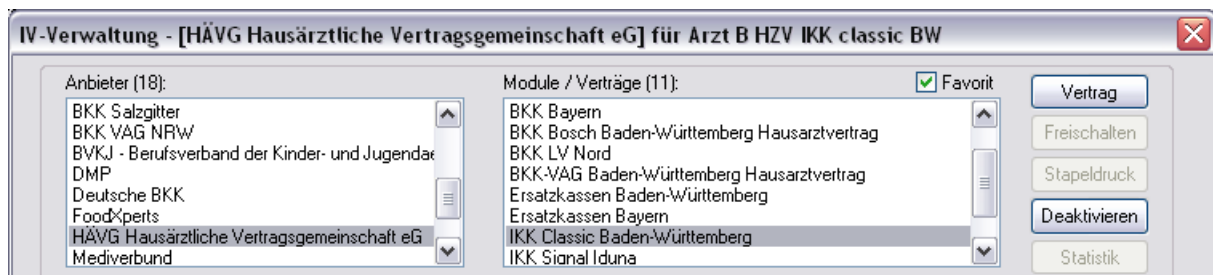 IV-Verwaltung - [HÄVG Hausärztliche Vertragsgemeinschaft eG] für Arzt B HZV IKK classic BW
Anbieter (18):
BKK Salzgitter
BKK VAG NRW
BVKJ - Berufsverband der Kinder- und Jugendae
DMP
Deutsche BKK
FoodXperts
HÄVG Hausärztliche Vertragsgemeinschaft eG
Mediverbund
Module / Verträge (11):
Favorit
BKK Bayern
BKK Bosch Baden-Württemberg Hausarztvertrag
BKK LV Nord
BKK-VAG Baden-Württemberg Hausarztvertrag
Ersatzkassen Baden-Württemberg
Ersatzkassen Bayern
IKK Classic Baden-Württemberg
IKK Signal Iduna
Vertrag
Freischalten
Stapeldruck
Deaktivieren
Statistik